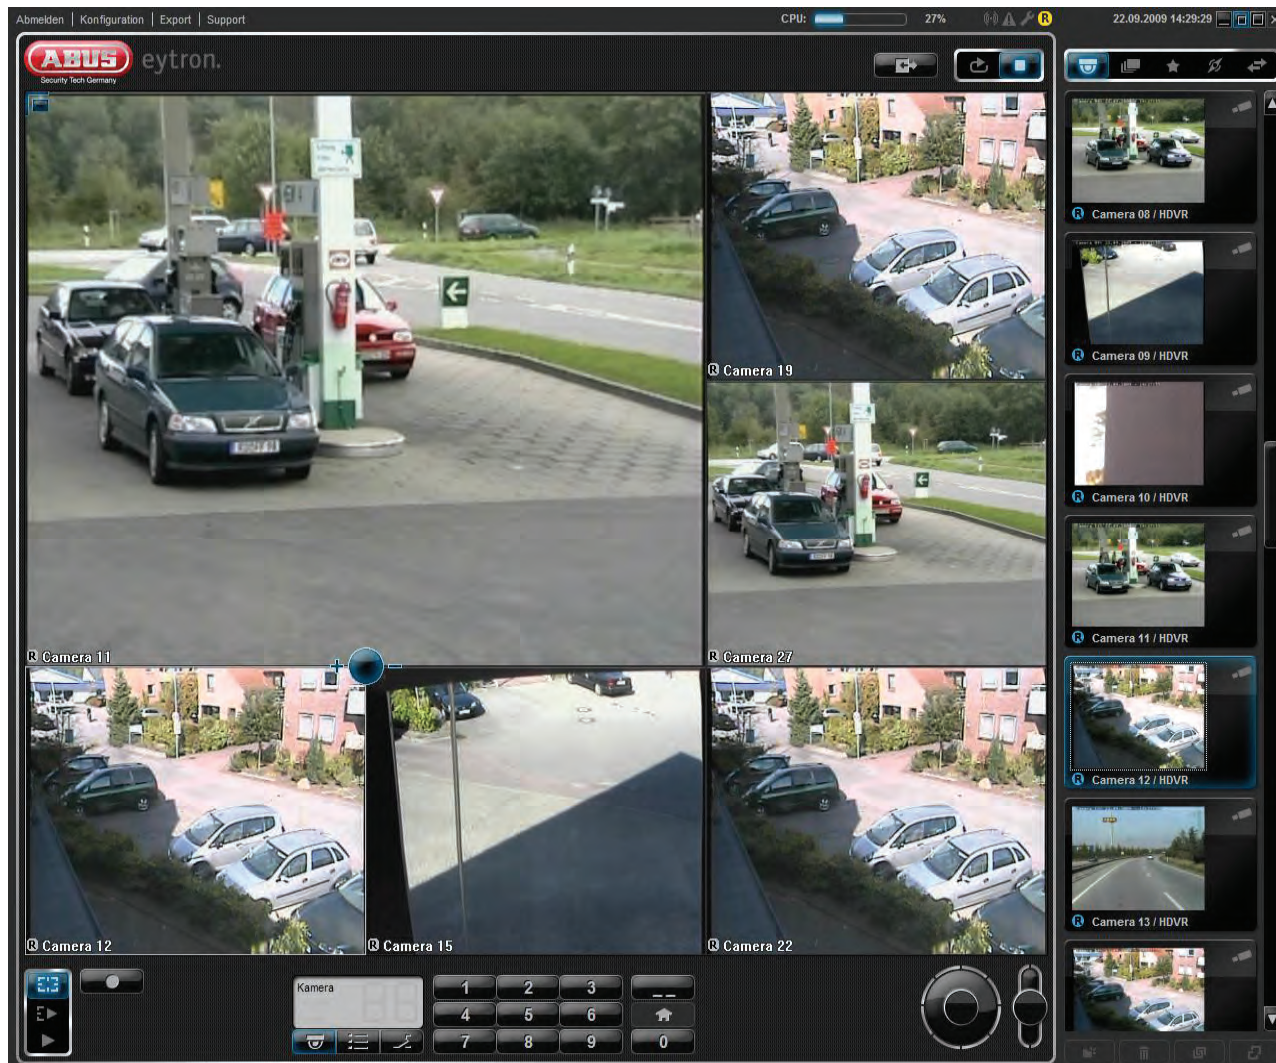 Abmelden | Konfiguration | Export | Support
CPU: 27%
R
22.09.2009 14:29:29
ABUS eytron.
Security Tech Germany
R Camera 11
R Camera 19
R Camera 27
R Camera 12
R Camera 15
R Camera 22
R Camera 08 / HDVR
R Camera 09 / HDVR
R Camera 10 / HDVR
R Camera 11 / HDVR
R Camera 12 / HDVR
R Camera 13 / HDVR
Kamera
1 2 3 _ _
4 5 6
7 8 9 0